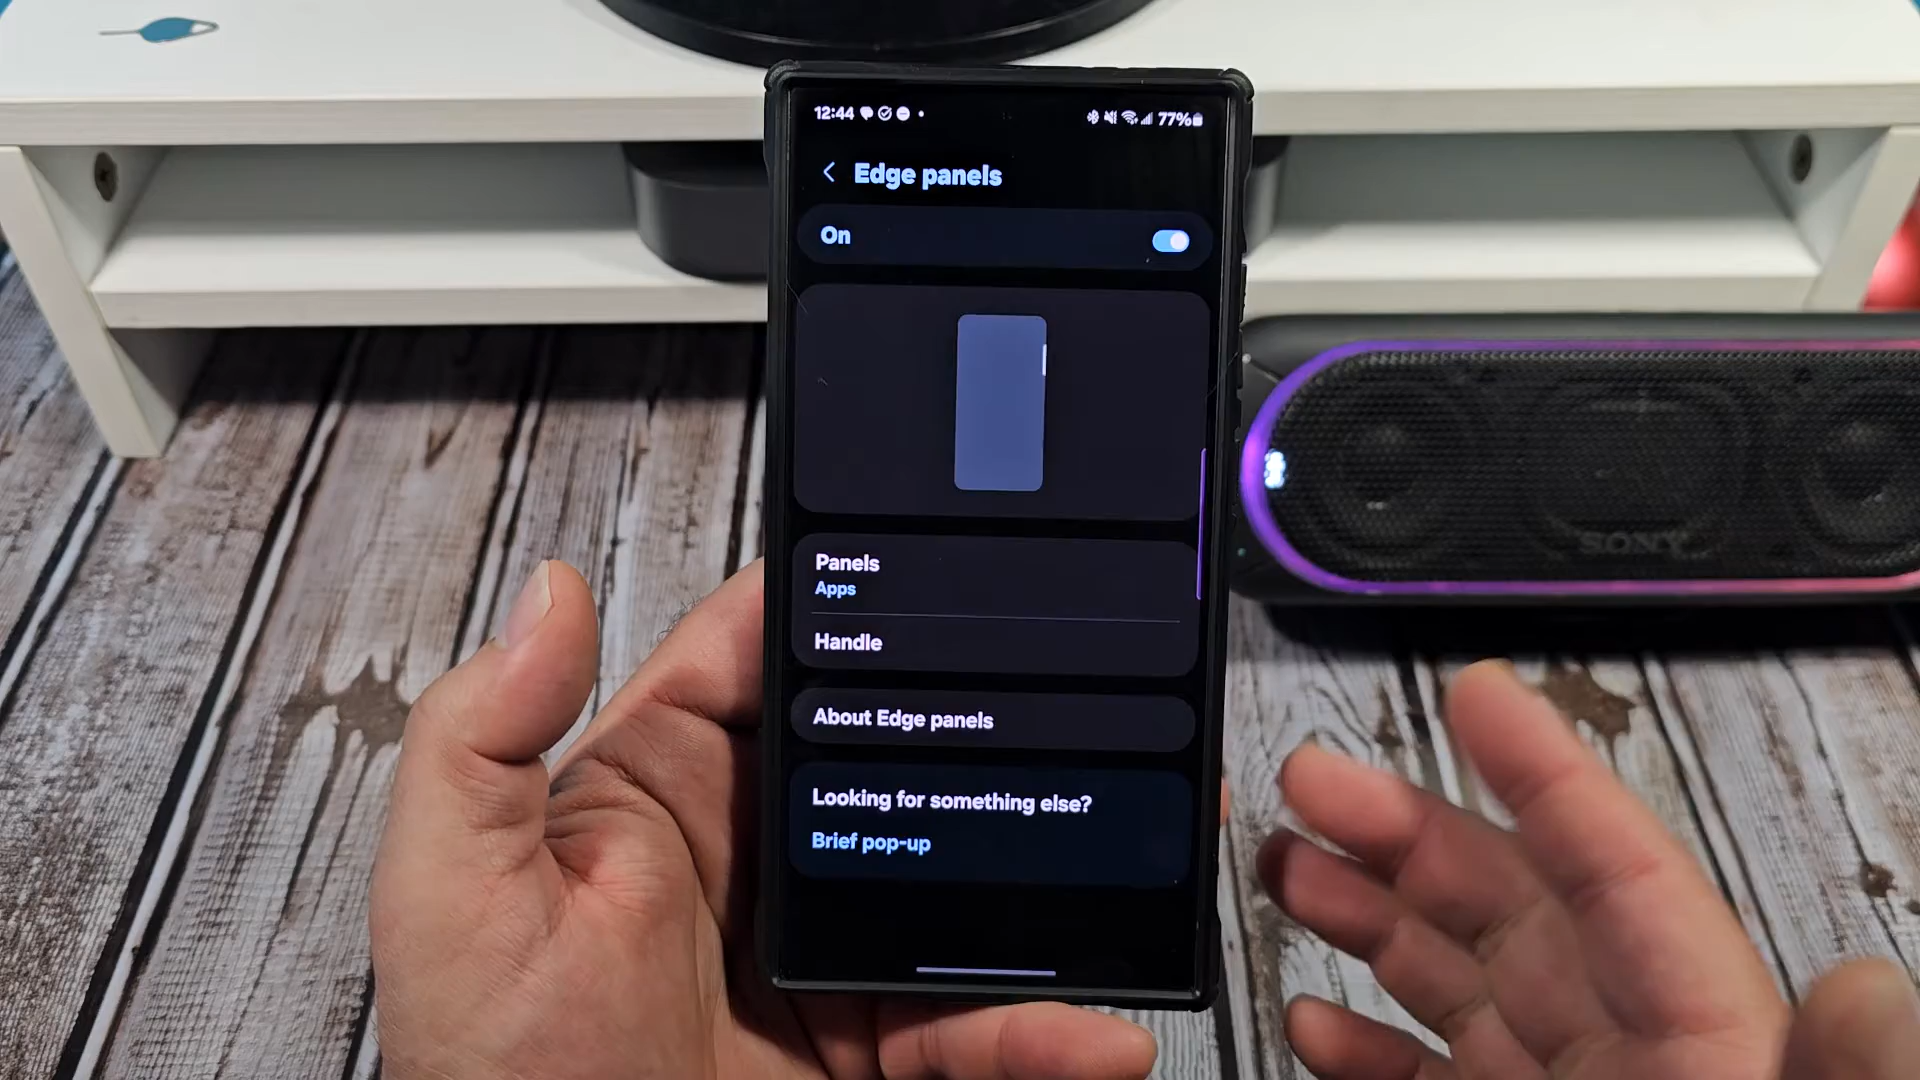 12:44
77%
Edge panels
On
Panels
Apps
Handle
About Edge panels
Looking for something else?
Brief pop-up
SONY